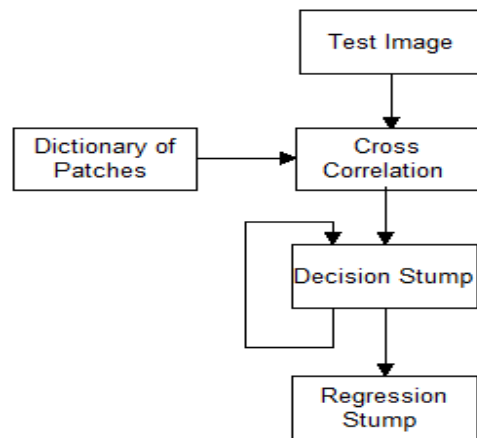 Test Image
Dictionary of
Patches
Cross
Correlation
Decision Stump
Regression
Stump